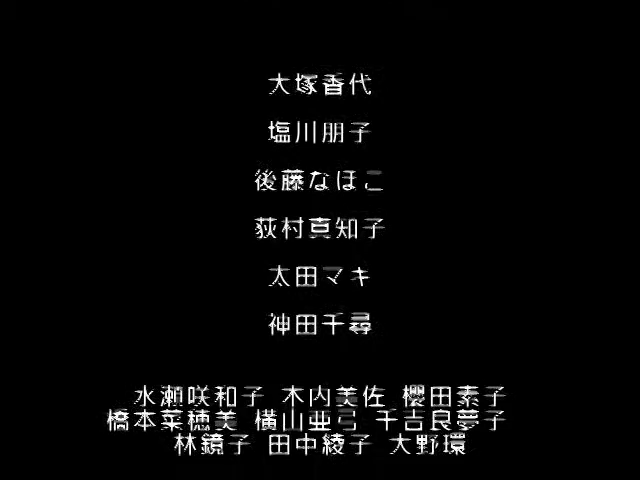 大塚香代
塩川朋子
後藤なほこ
荻村真知子
太田マキ
神田千尋
水瀬咲和子 木内美佐 櫻田素子
橋本菜穂美 横山亜弓 千吉良夢子
林鏡子 田中綾子 大野環